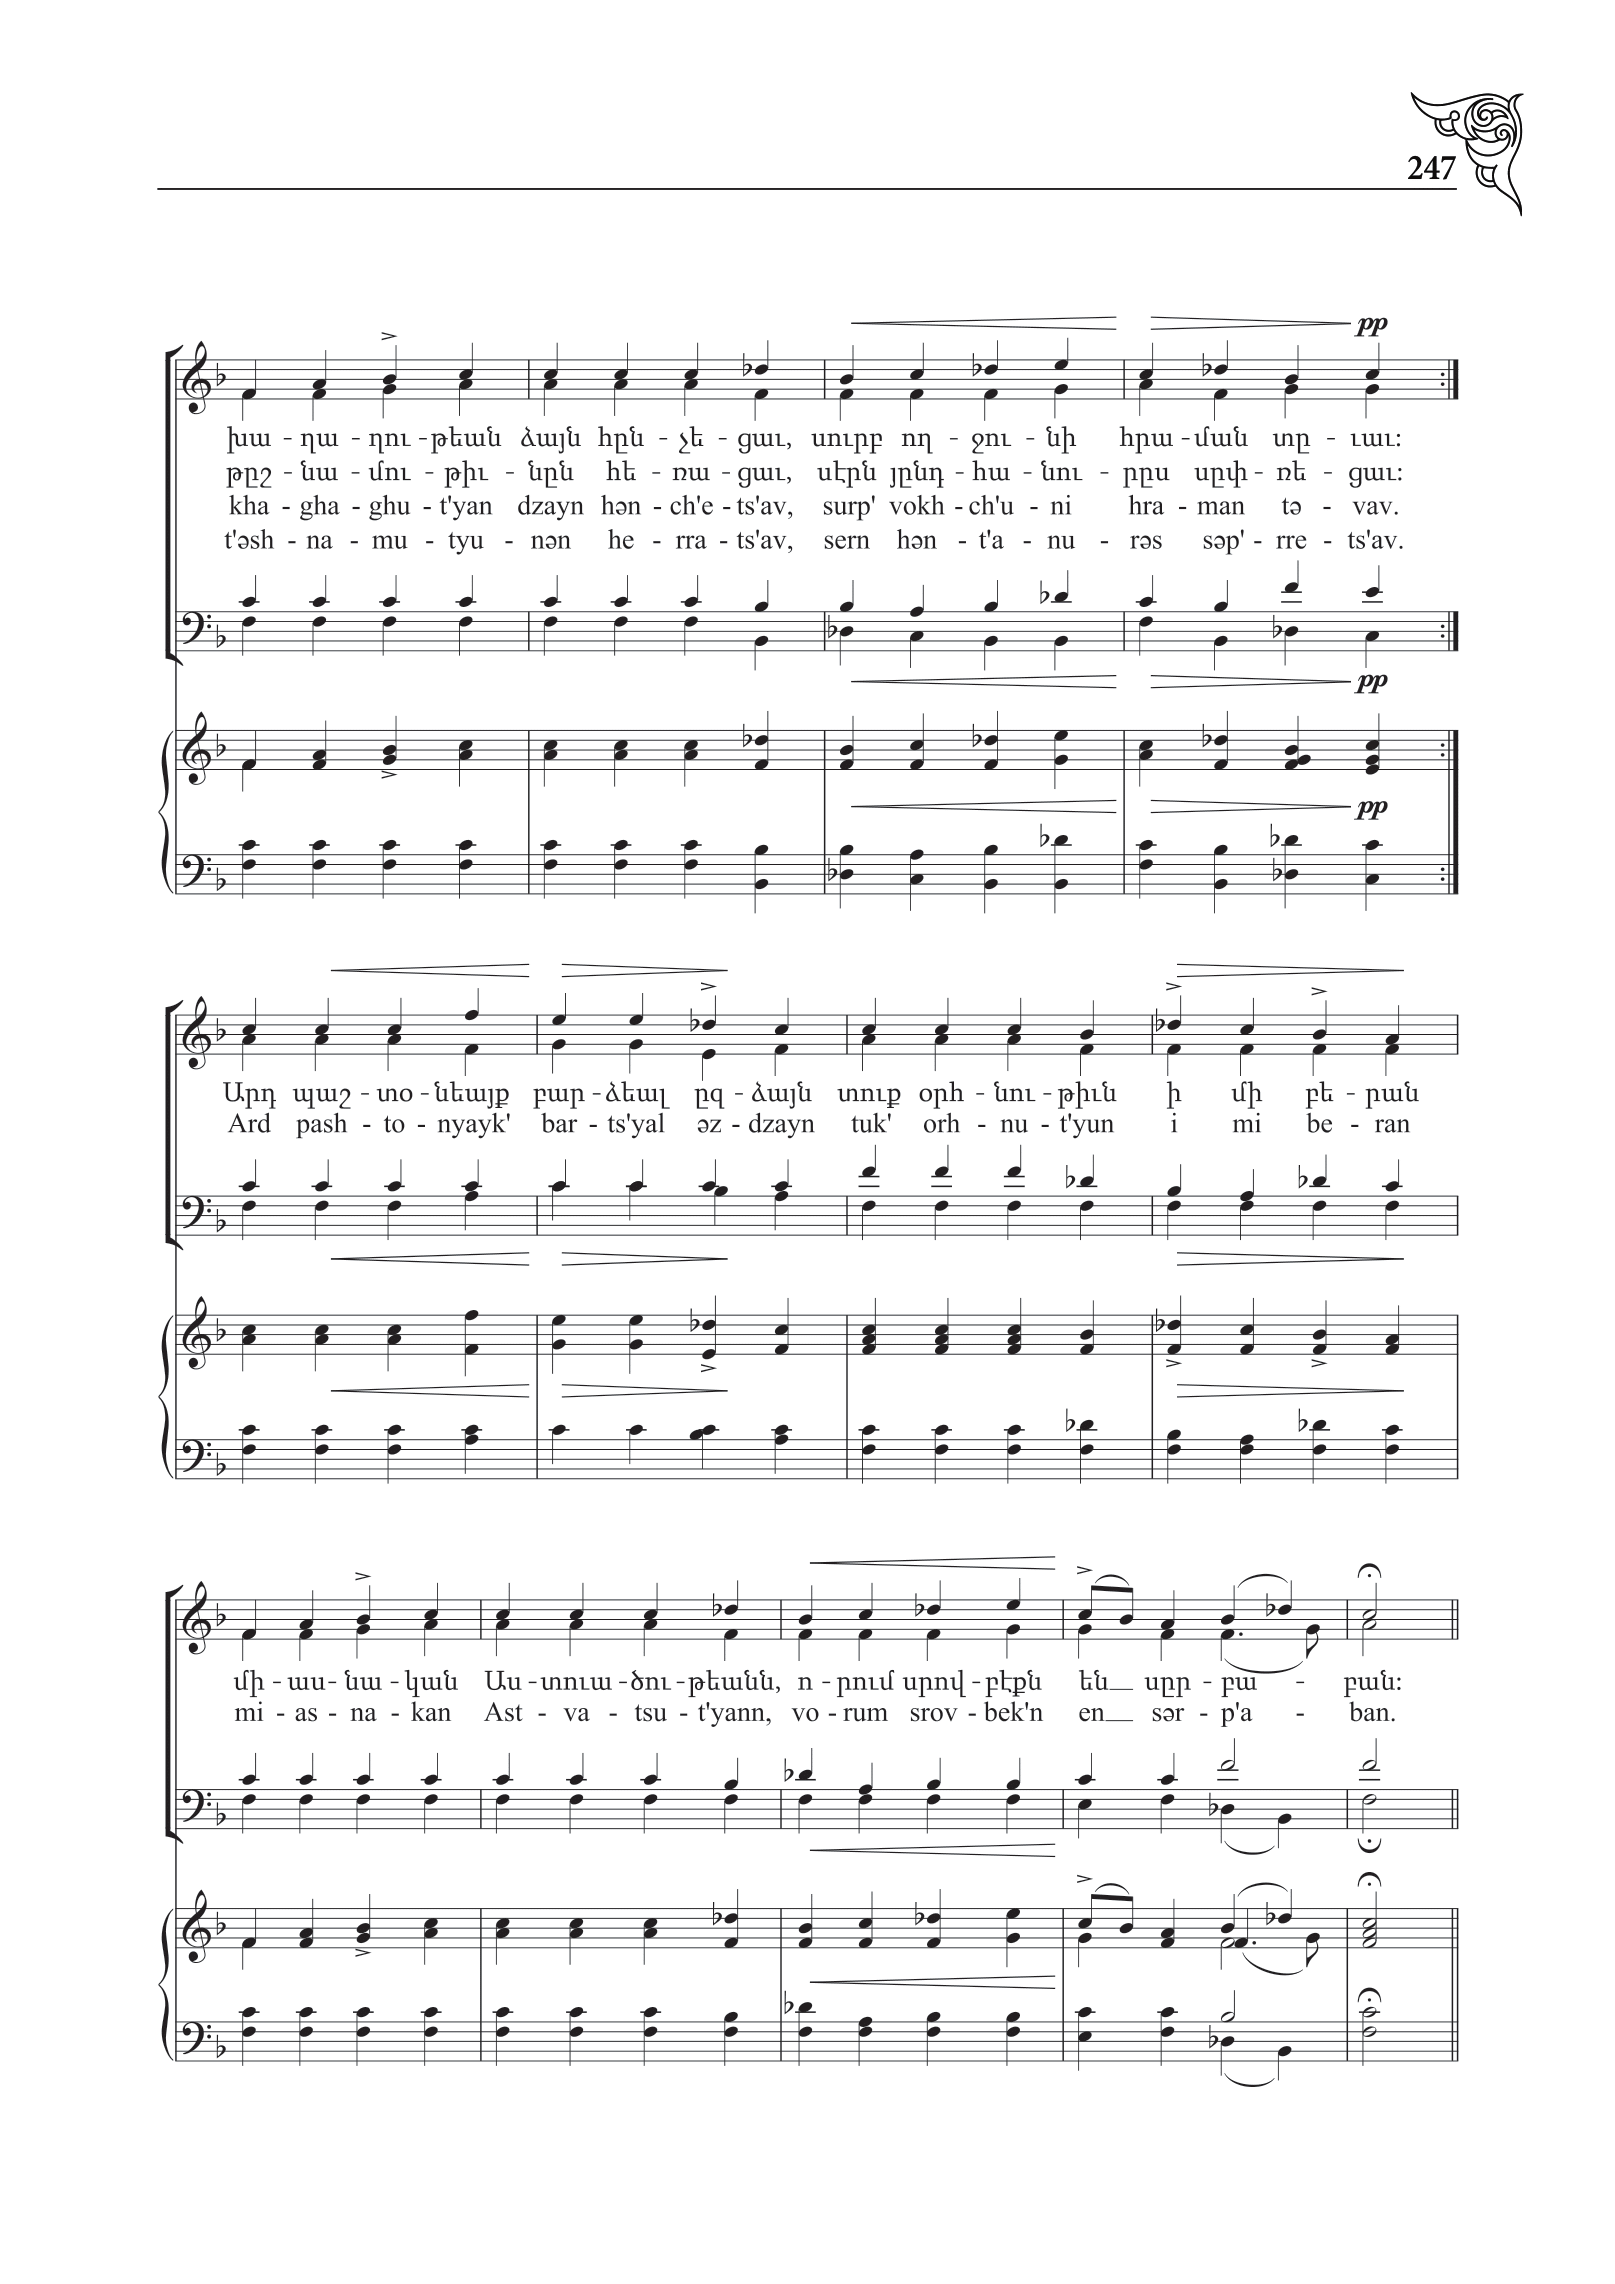 247
pp
խա - ղա - ղու - թեան ձայն հըն - չե - ցաւ, սուրբ ող - ջու - նի հրա - ման տը - ւաւ։
թըշ - նա - մու - թիւ - նըն հե - ռա - ցաւ, սէրն յընդ - հա - նու - րըս սըփ - ռե - ցաւ։
kha - gha - ghu - t'yan dzayn hən - ch'e - ts'av, surp' vokh - ch'u - ni hra - man tə - vav.
t'əsh - na - mu - tyu - nən he - rra - ts'av, sern hən - t'a - nu - rəs səp' - rre - ts'av.
pp
pp
Արդ պաշ - տօ - նեայք բար - ձեալ ըզ - ձայն տուք օրհ - նու - թիւն ի մի բե - րան
Ard pash - to - nyayk' bar - ts'yal əz - dzayn tuk' orh - nu - t'yun i mi be - ran
մի - աս - նա - կան Աս - տուա - ծու - թեանն, ո - րում սրով - բէքն են սըր - բա - բան։
mi - as - na - kan Ast - va - tsu - t'yann, vo - rum srov - bek'n en sər - p'a - ban.